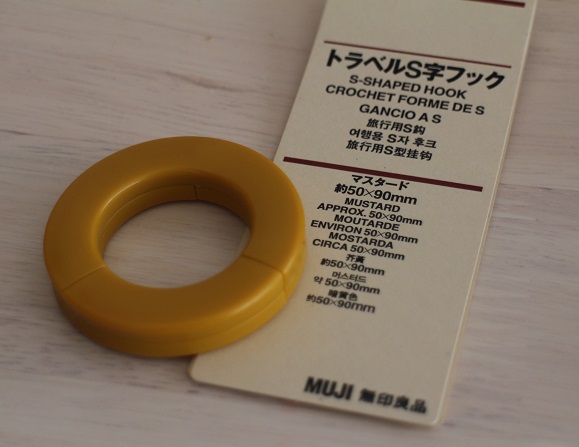 トラベルS字フック
S-SHAPED HOOK
CROCHET FORME DE S
GANCIO A S
旅行用S鈎
여행용 S자 후크
旅行用S型挂钩
マスタード
約50×90mm
MUSTARD
APPROX. 50×90mm
MOUTARDE
ENVIRON 50×90mm
MOSTARDA
CIRCA 50×90mm
芥黃
約50×90mm
머스터드
약 50×90mm
暗黄色
约50×90mm
MUJI 無印良品